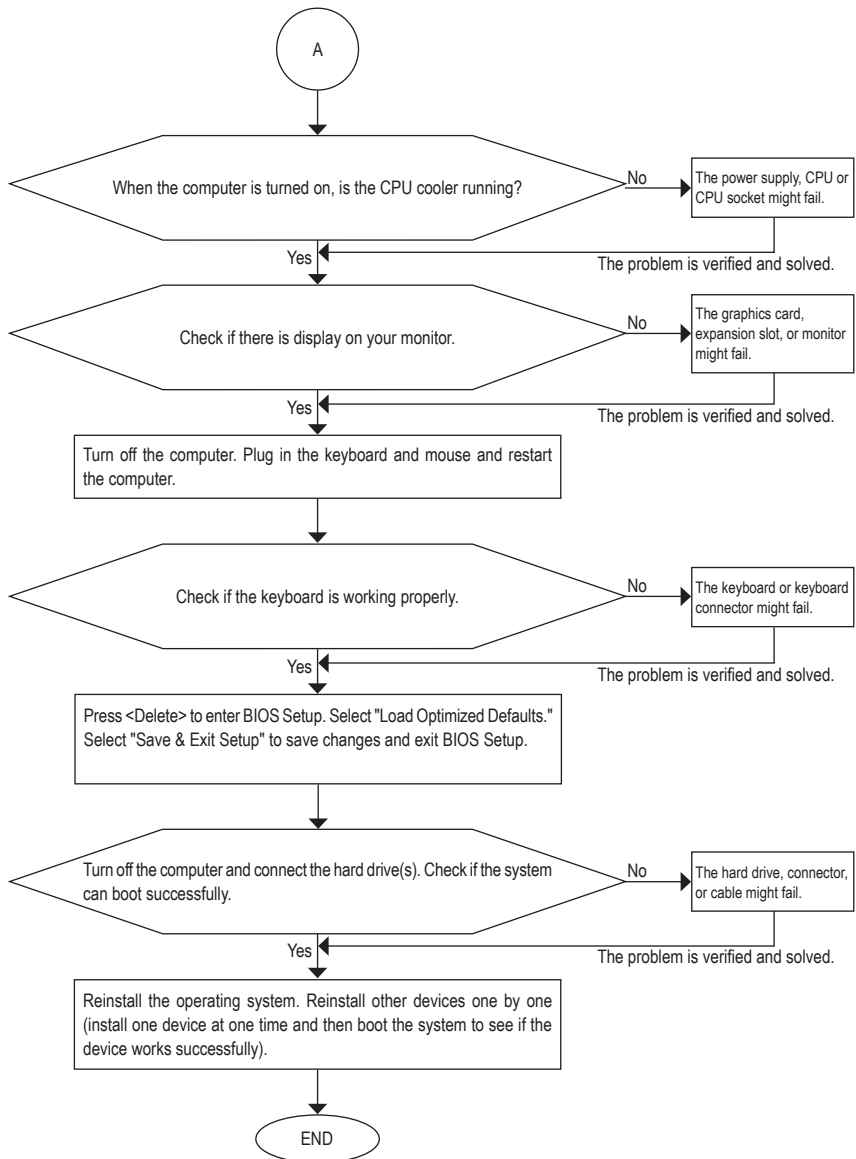 A
When the computer is turned on, is the CPU cooler running?
No
The power supply, CPU or
CPU socket might fail.
Yes
The problem is verified and solved.
Check if there is display on your monitor.
No
The graphics card,
expansion slot, or monitor
might fail.
Yes
The problem is verified and solved.
Turn off the computer. Plug in the keyboard and mouse and restart
the computer.
Check if the keyboard is working properly.
No
The keyboard or keyboard
connector might fail.
Yes
The problem is verified and solved.
Press <Delete> to enter BIOS Setup. Select "Load Optimized Defaults."
Select "Save & Exit Setup" to save changes and exit BIOS Setup.
Turn off the computer and connect the hard drive(s). Check if the system
can boot successfully.
No
The hard drive, connector,
or cable might fail.
Yes
The problem is verified and solved.
Reinstall the operating system. Reinstall other devices one by one
(install one device at one time and then boot the system to see if the
device works successfully).
END